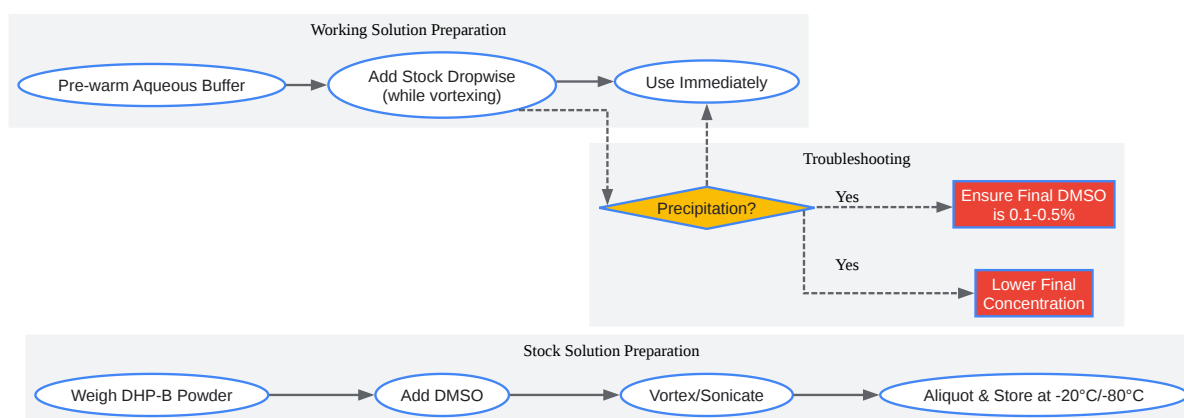 Working Solution Preparation
Pre-warm Aqueous Buffer
Add Stock Dropwise
(while vortexing)
Use Immediately
Troubleshooting
Precipitation?
Yes
Ensure Final DMSO
is 0.1-0.5%
Yes
Lower Final
Concentration
Stock Solution Preparation
Weigh DHP-B Powder
Add DMSO
Vortex/Sonicate
Aliquot & Store at -20°C/-80°C